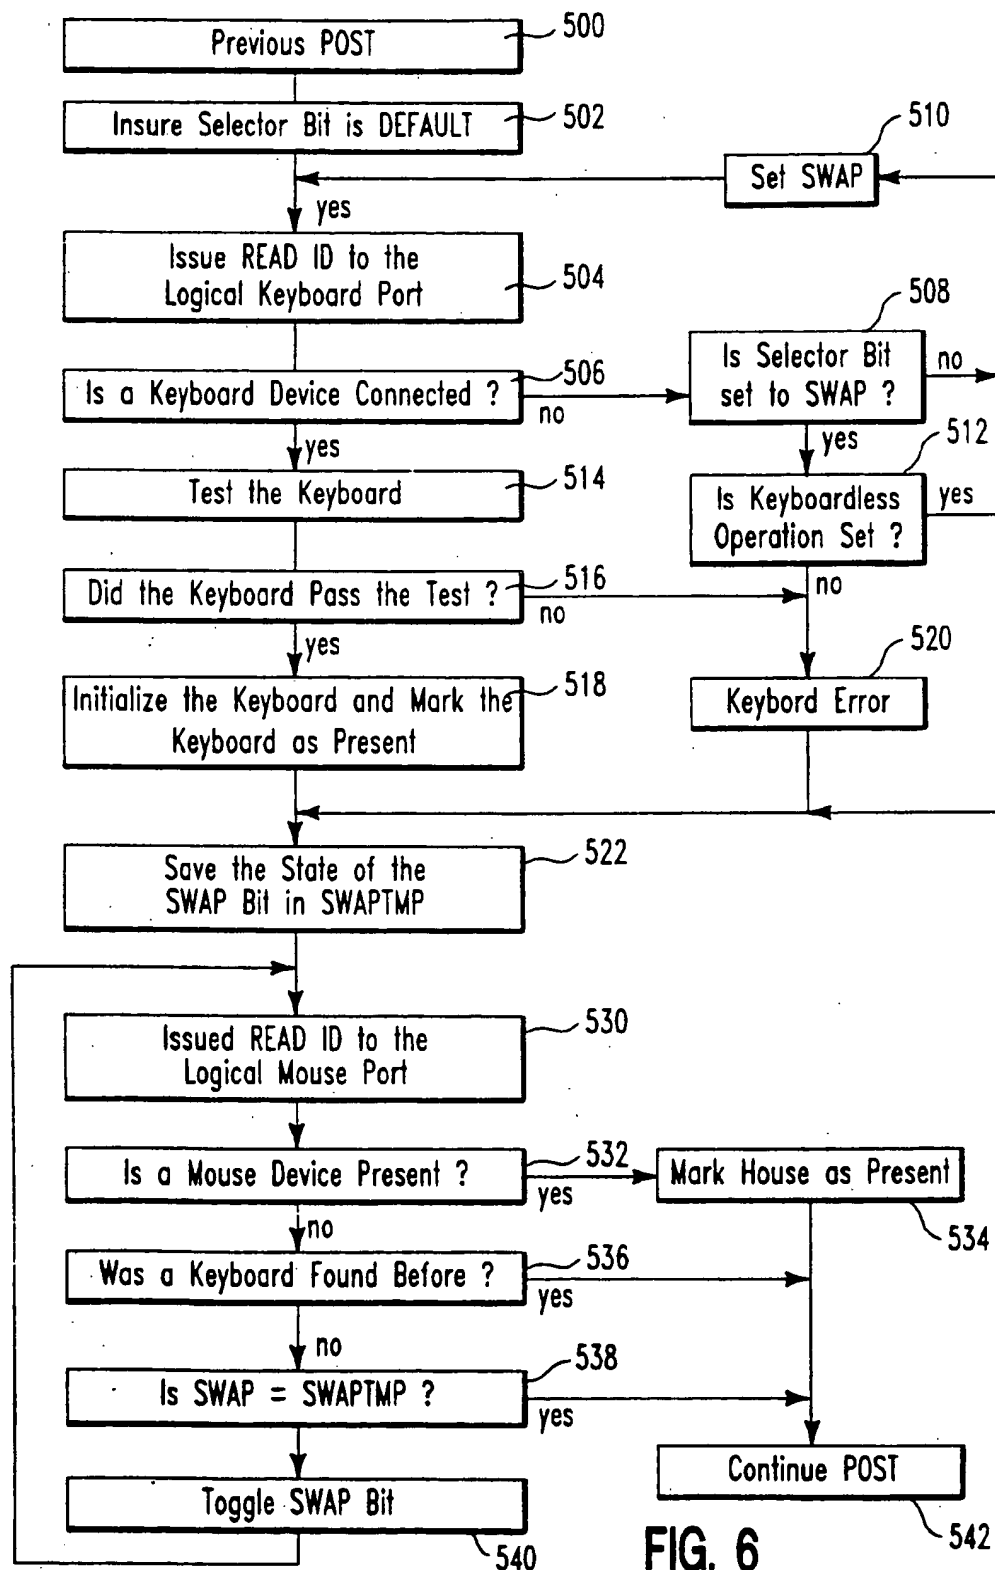 Previous POST
500
Insure Selector Bit is DEFAULT
502
510
Set SWAP
yes
Issue READ ID to the
Logical Keyboard Port
504
508
Is Selector Bit
set to SWAP ?
no
Is a Keyboard Device Connected ?
506
no
yes
yes
512
Test the Keyboard
514
Is Keyboardless
Operation Set ?
yes
Did the Keyboard Pass the Test ?
516
no
no
yes
520
Initialize the Keyboard and Mark the
Keyboard as Present
518
Keybord Error
Save the State of the
SWAP Bit in SWAPTMP
522
Issued READ ID to the
Logical Mouse Port
530
Is a Mouse Device Present ?
532
yes
Mark House as Present
534
no
Was a Keyboard Found Before ?
536
yes
no
538
Is SWAP = SWAPTMP ?
yes
Continue POST
542
Toggle SWAP Bit
540
FIG. 6